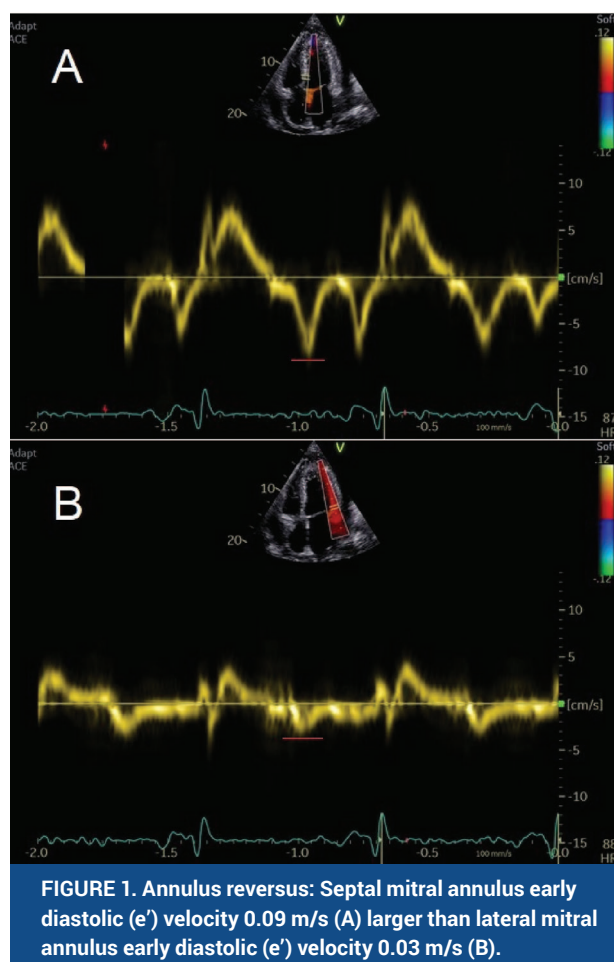 Adapt
ACE
V
Soft
.12
A
10
20
-.12
10
5
[cm/s]
-5
-10
-15
-2.0
-1.5
-1.0
-0.5
-0.0
100 mm/s
87
HR
Adapt
ACE
V
Soft
.12
B
10
20
-.12
10
5
[cm/s]
-5
-10
-15
-2.0
-1.5
-1.0
-0.5
-0.0
100 mm/s
88
HR
FIGURE 1. Annulus reversus: Septal mitral annulus early
diastolic (e’) velocity 0.09 m/s (A) larger than lateral mitral
annulus early diastolic (e’) velocity 0.03 m/s (B).